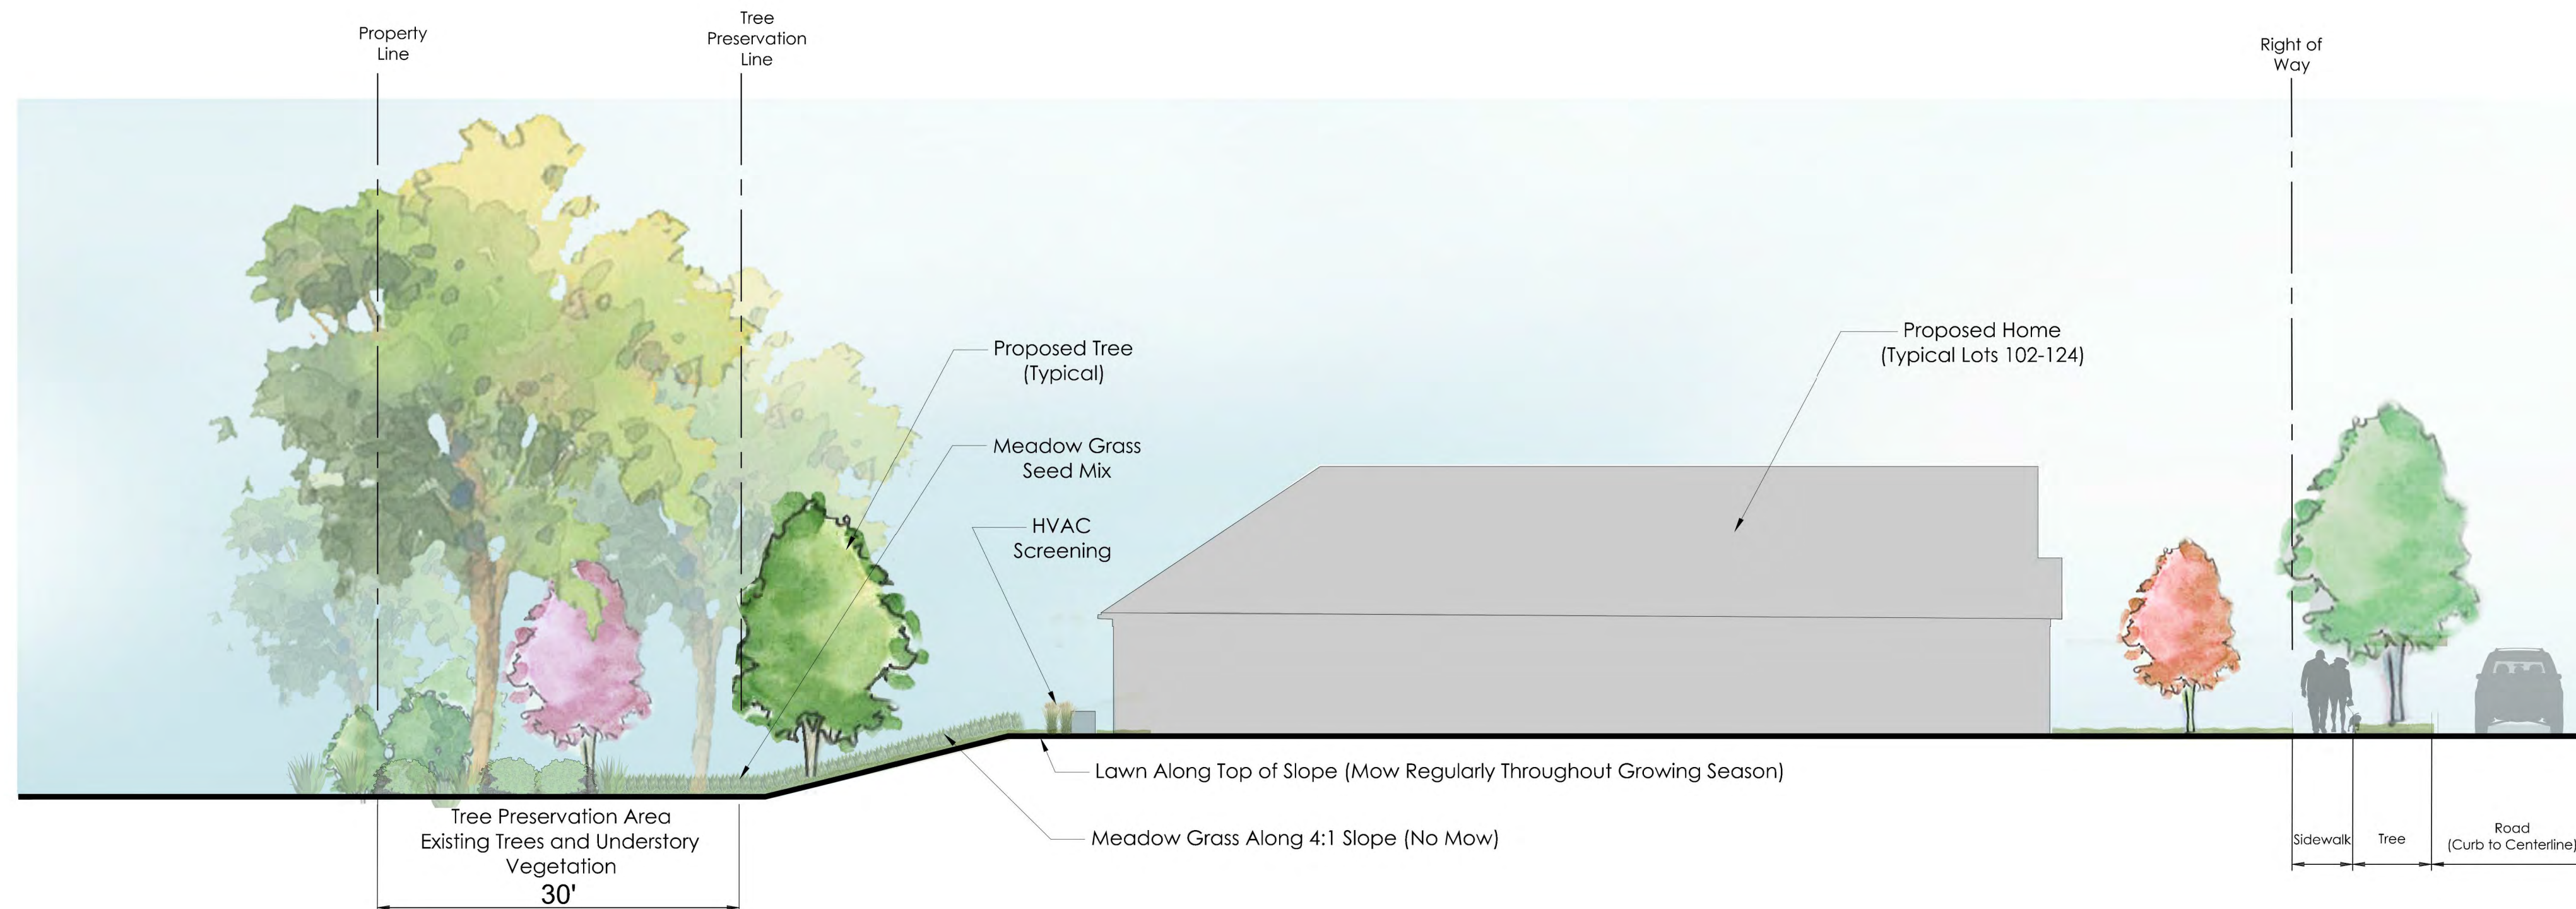 Property
Line
Tree
Preservation
Line
Right of
Way
Proposed Tree
(Typical)
Meadow Grass
Seed Mix
HVAC
Screening
Proposed Home
(Typical Lots 102-124)
Lawn Along Top of Slope (Mow Regularly Throughout Growing Season)
Meadow Grass Along 4:1 Slope (No Mow)
Tree Preservation Area
Existing Trees and Understory
Vegetation
30'
Sidewalk
Tree
Road
(Curb to Centerline)